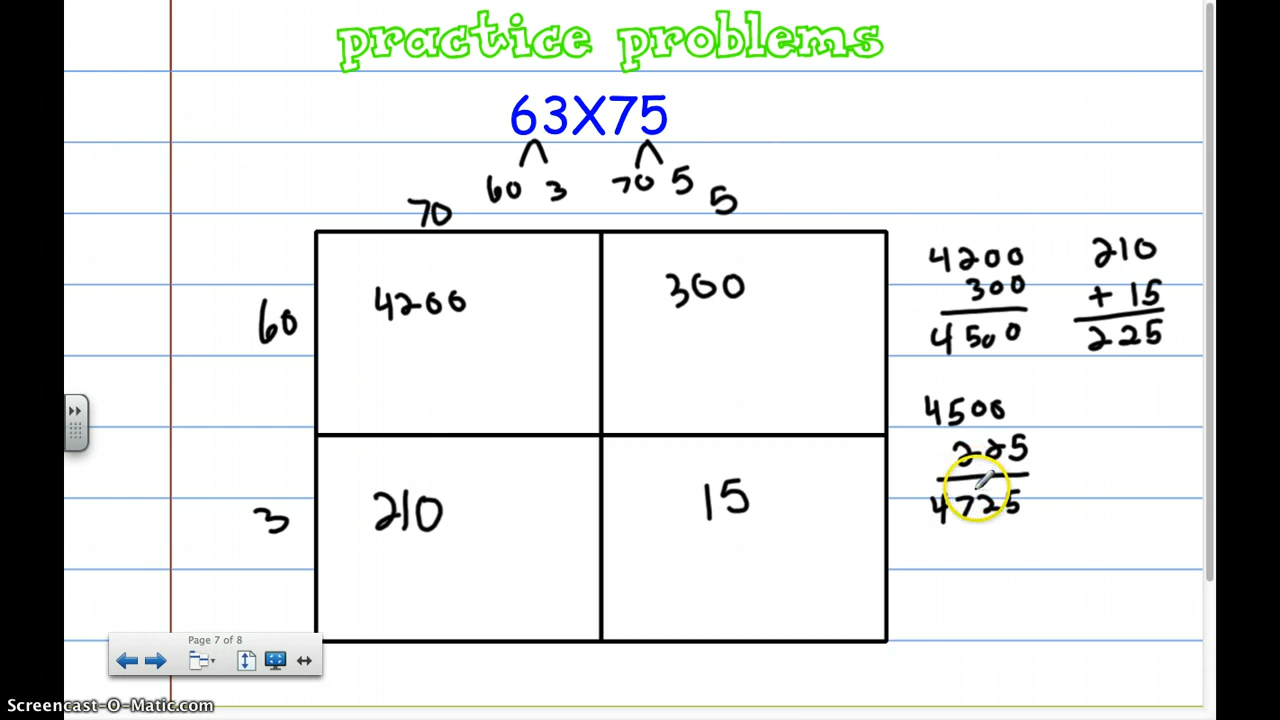 practice problems
63X75
60 3 70 5
70 5
60 4200 300
3 210 15
4200
300
4500
210
+ 15
225
4500
225
4725
Page 7 of 8
Screencast-O-Matic.com